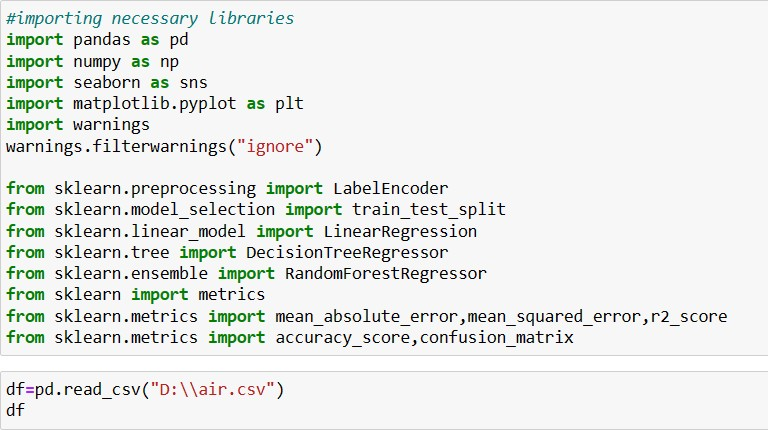 #importing necessary libraries
import pandas as pd
import numpy as np
import seaborn as sns
import matplotlib.pyplot as plt
import warnings
warnings.filterwarnings("ignore")
from sklearn.preprocessing import LabelEncoder
from sklearn.model_selection import train_test_split
from sklearn.linear_model import LinearRegression
from sklearn.tree import DecisionTreeRegressor
from sklearn.ensemble import RandomForestRegressor
from sklearn import metrics
from sklearn.metrics import mean_absolute_error,mean_squared_error,r2_score
from sklearn.metrics import accuracy_score,confusion_matrix
df=pd.read_csv("D:\\air.csv")
df